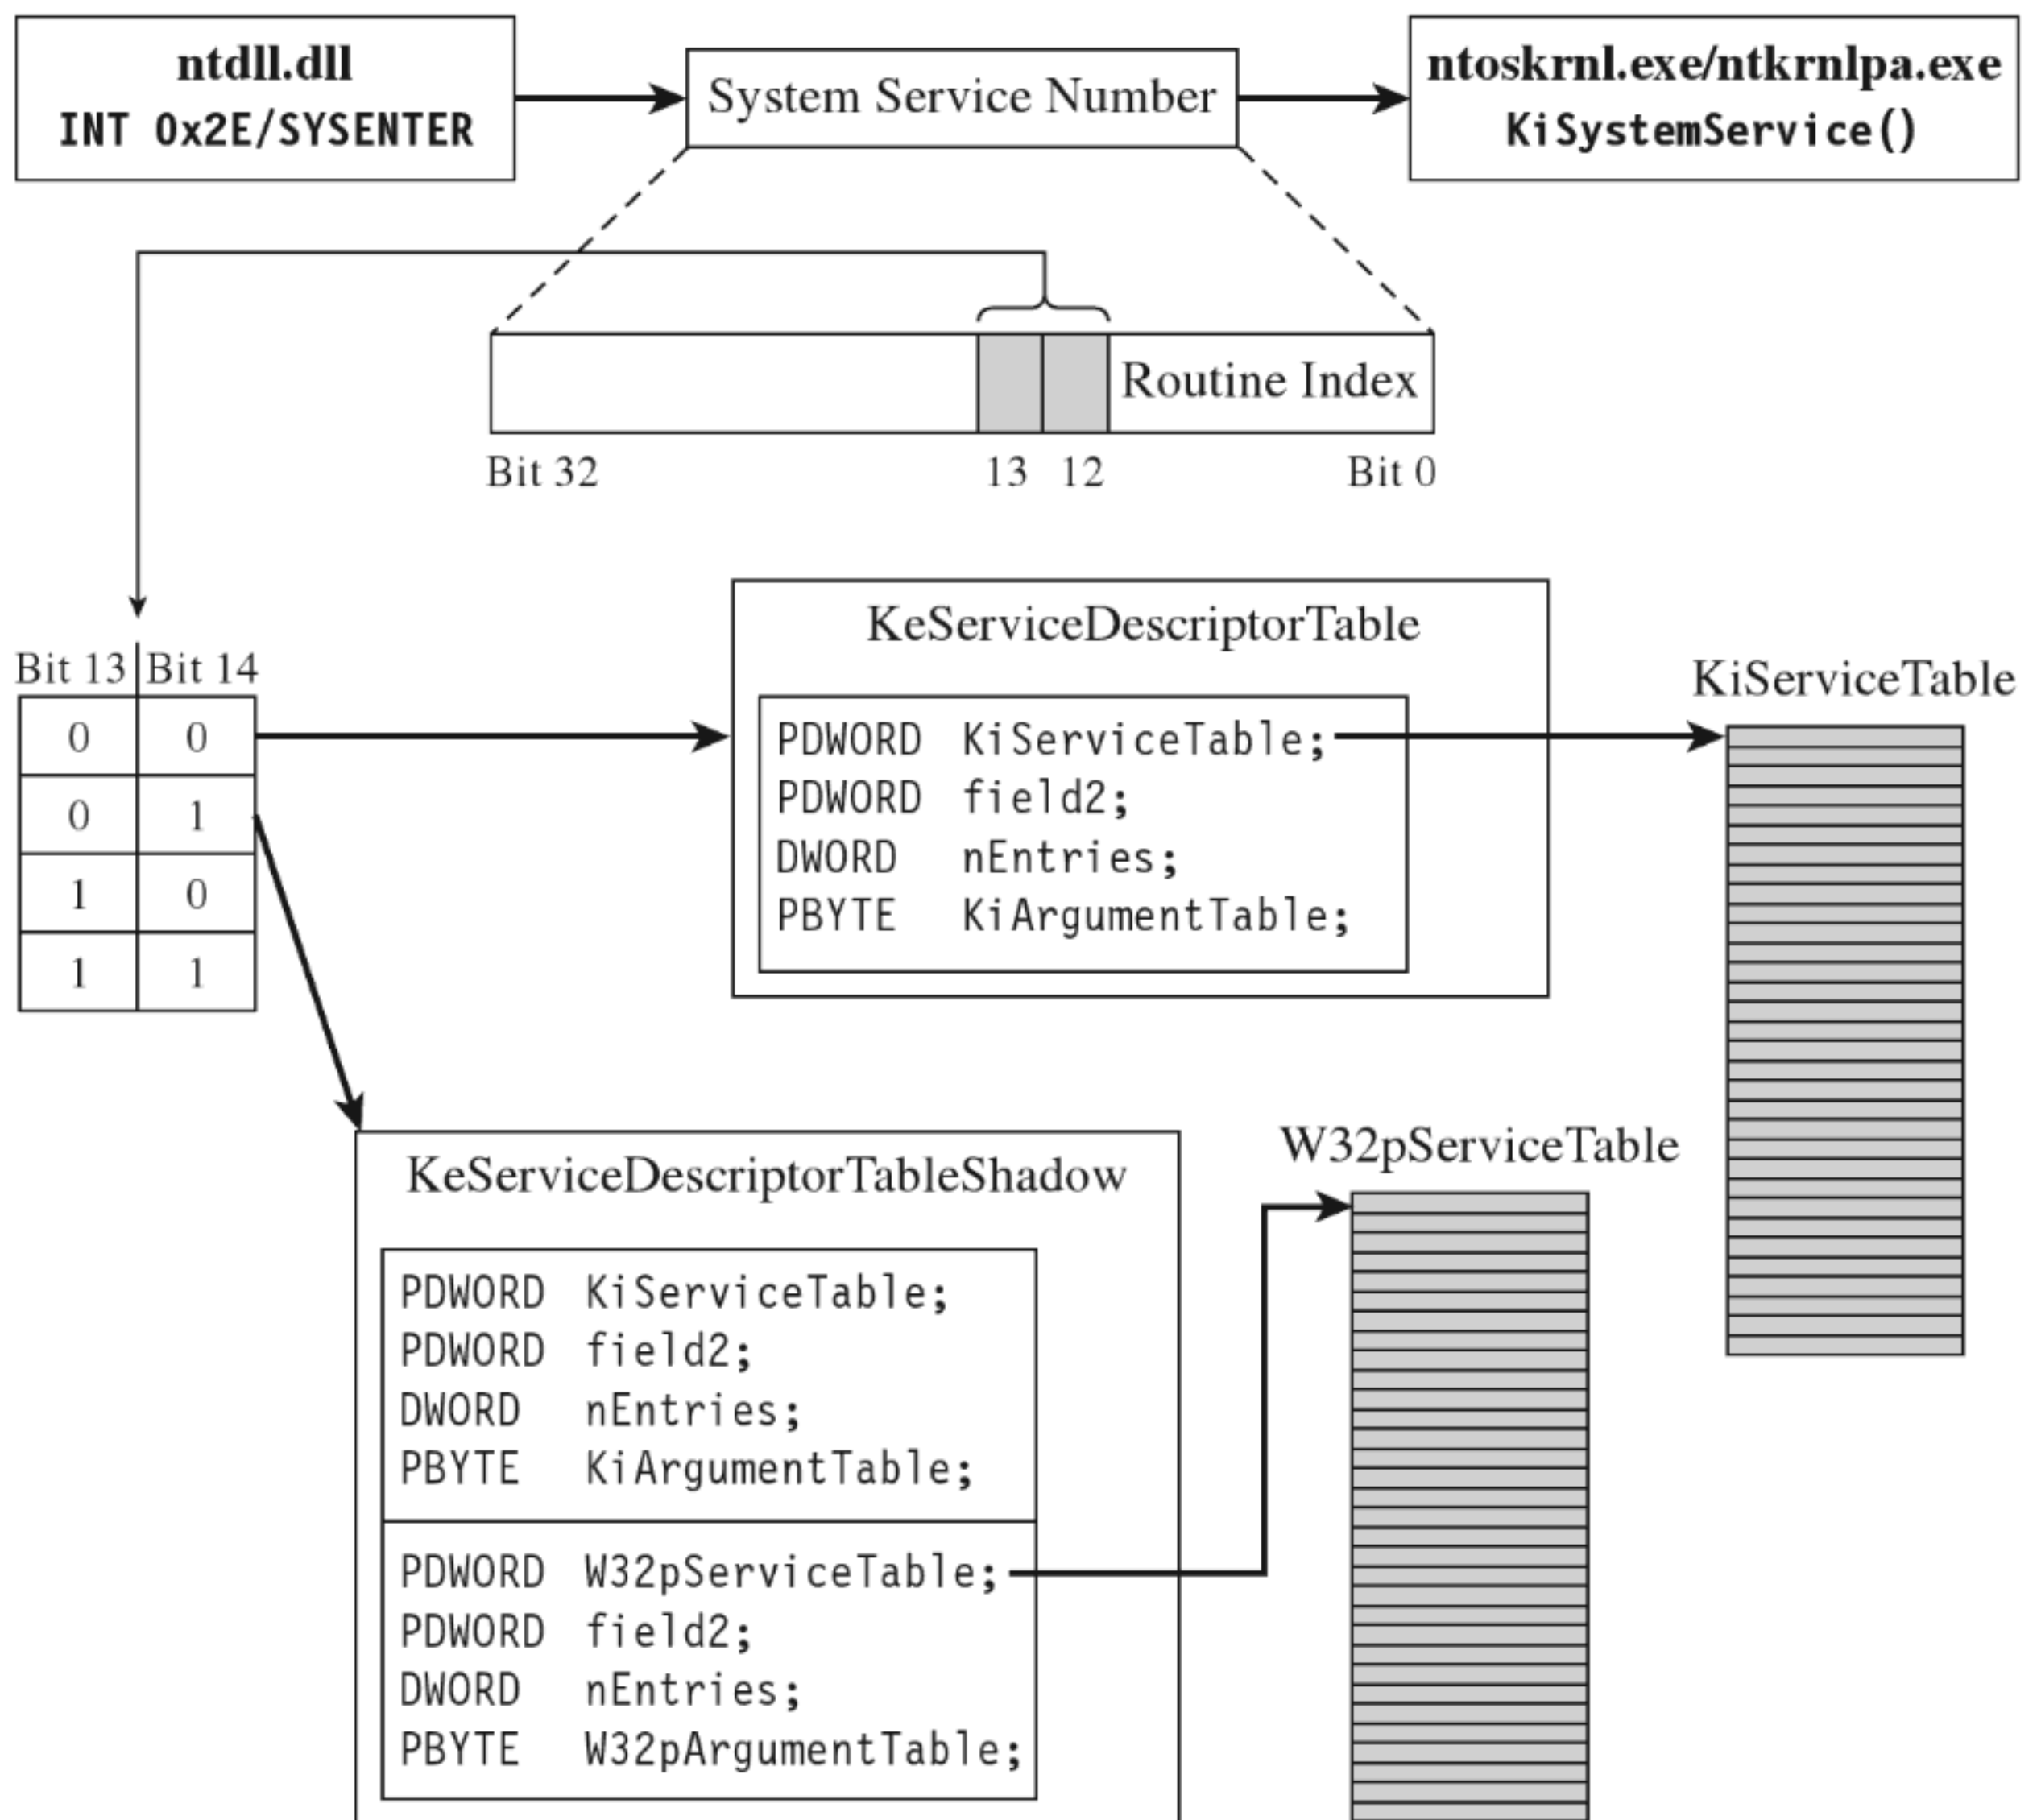 ntdll.dll
INT 0x2E/SYSENTER
System Service Number
ntoskrnl.exe/ntkrnlpa.exe
KiSystemService()
Routine Index
Bit 32
13
12
Bit 0
Bit 13
Bit 14
0 0
0 1
1 0
1 1
KeServiceDescriptorTable
PDWORD KiServiceTable;
PDWORD field2;
DWORD nEntries;
PBYTE KiArgumentTable;
KiServiceTable
KeServiceDescriptorTableShadow
PDWORD KiServiceTable;
PDWORD field2;
DWORD nEntries;
PBYTE KiArgumentTable;
PDWORD W32pServiceTable;
PDWORD field2;
DWORD nEntries;
PBYTE W32pArgumentTable;
W32pServiceTable